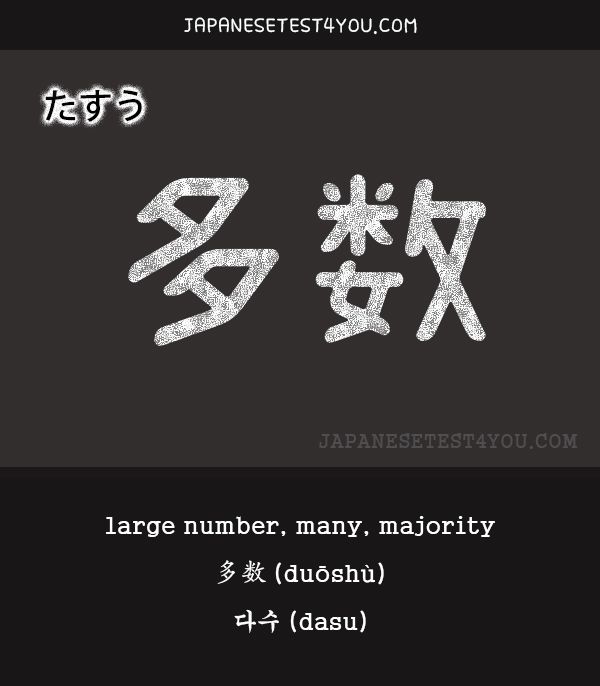 JAPANESETEST4YOU.COM
たすう
多数
JAPANESETEST4YOU.COM
large number, many, majority
多数 (duōshù)
다수 (dasu)